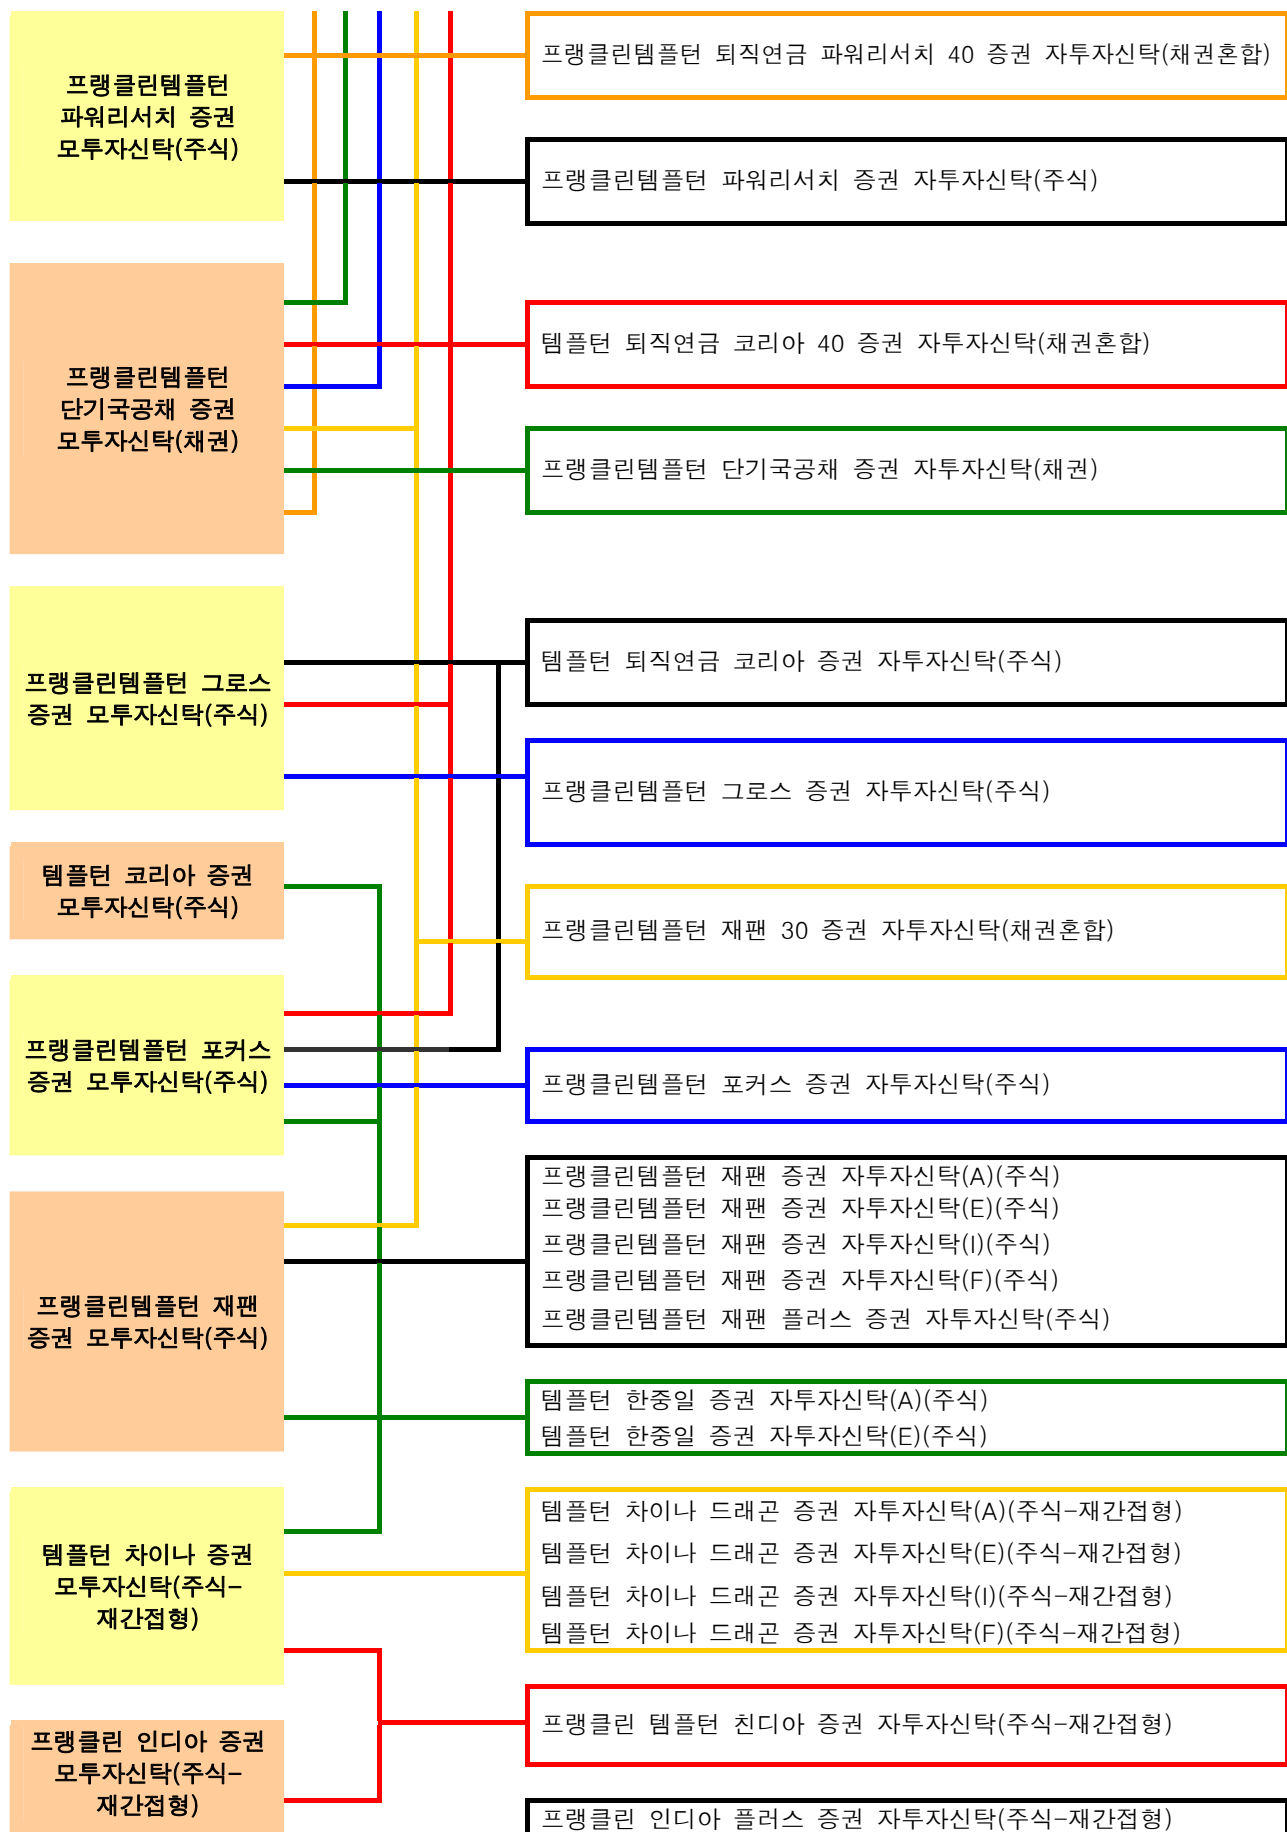 프랭클린템플턴
파워리서치 증권
모투자신탁(주식)
프랭클린템플턴 퇴직연금 파워리서치 40 증권 자투자신탁(채권혼합)
프랭클린템플턴 파워리서치 증권 자투자신탁(주식)
프랭클린템플턴
단기국공채 증권
모투자신탁(채권)
템플턴 퇴직연금 코리아 40 증권 자투자신탁(채권혼합)
프랭클린템플턴 단기국공채 증권 자투자신탁(채권)
프랭클린템플턴 그로스
증권 모투자신탁(주식)
템플턴 퇴직연금 코리아 증권 자투자신탁(주식)
프랭클린템플턴 그로스 증권 자투자신탁(주식)
템플턴 코리아 증권
모투자신탁(주식)
프랭클린템플턴 재팬 30 증권 자투자신탁(채권혼합)
프랭클린템플턴 포커스
증권 모투자신탁(주식)
프랭클린템플턴 포커스 증권 자투자신탁(주식)
프랭클린템플턴 재팬
증권 모투자신탁(주식)
프랭클린템플턴 재팬 증권 자투자신탁(A)(주식)
프랭클린템플턴 재팬 증권 자투자신탁(E)(주식)
프랭클린템플턴 재팬 증권 자투자신탁(I)(주식)
프랭클린템플턴 재팬 증권 자투자신탁(F)(주식)
프랭클린템플턴 재팬 플러스 증권 자투자신탁(주식)
템플턴 한중일 증권 자투자신탁(A)(주식)
템플턴 한중일 증권 자투자신탁(E)(주식)
템플턴 차이나 증권
모투자신탁(주식-
재간접형)
템플턴 차이나 드래곤 증권 자투자신탁(A)(주식-재간접형)
템플턴 차이나 드래곤 증권 자투자신탁(E)(주식-재간접형)
템플턴 차이나 드래곤 증권 자투자신탁(I)(주식-재간접형)
템플턴 차이나 드래곤 증권 자투자신탁(F)(주식-재간접형)
프랭클린 인디아 증권
모투자신탁(주식-
재간접형)
프랭클린 템플턴 친디아 증권 자투자신탁(주식-재간접형)
프랭클린 인디아 플러스 증권 자투자신탁(주식-재간접형)